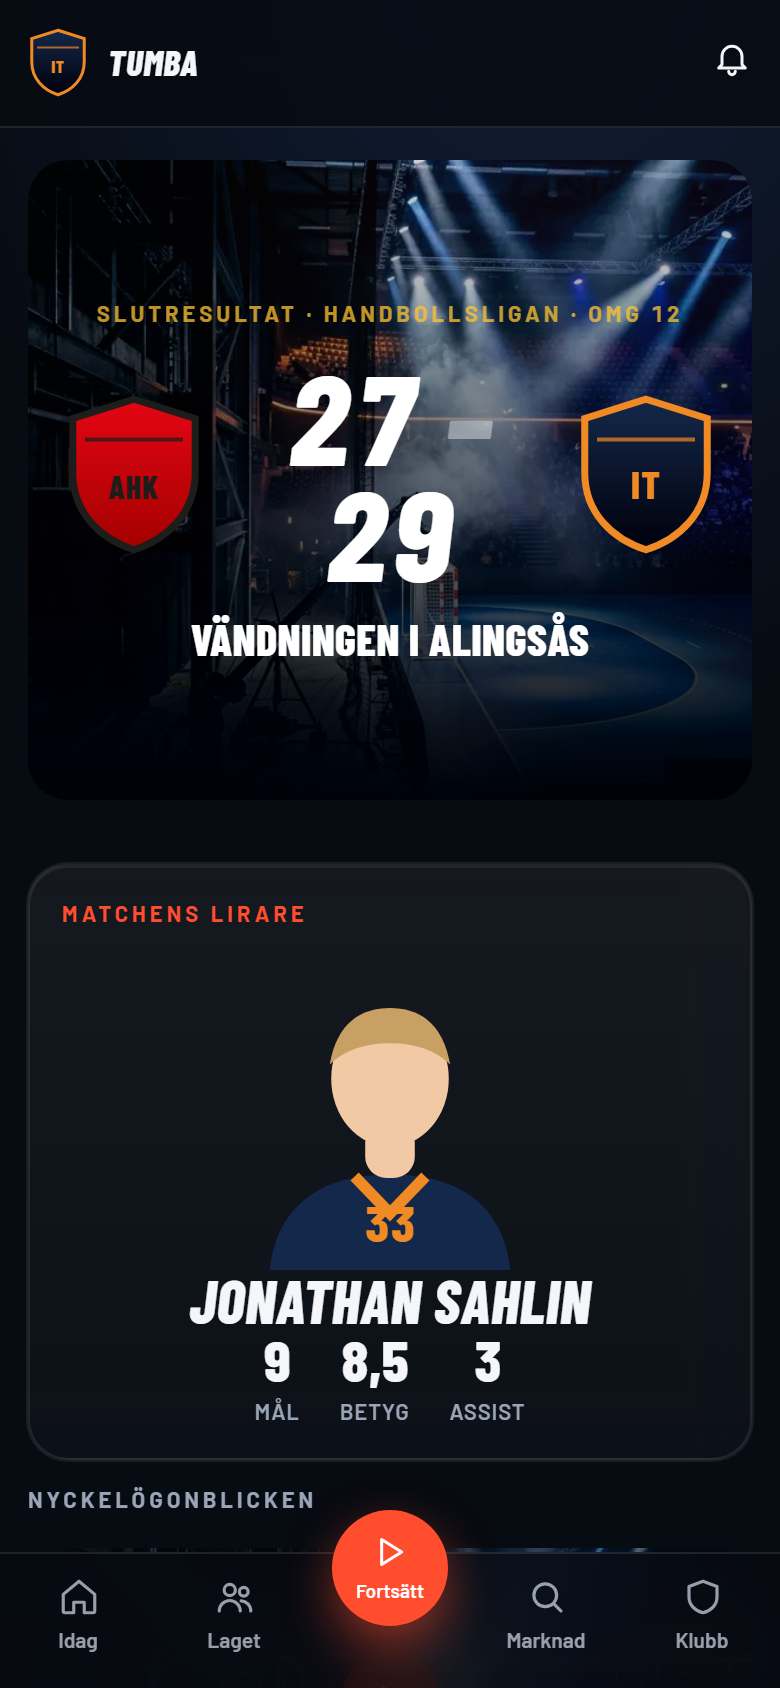 IT
TUMBA
SLUTRESULTAT · HANDBOLLSLIGAN · OMG 12
27 -
29
AHK
IT
VÄNDNINGEN I ALINGSÅS
MATCHENS LIRARE
33
JONATHAN SAHLIN
9 8,5 3
MÅL BETYG ASSIST
NYCKELÖGONBLICKEN
Fortsätt
Idag Laget Marknad Klubb